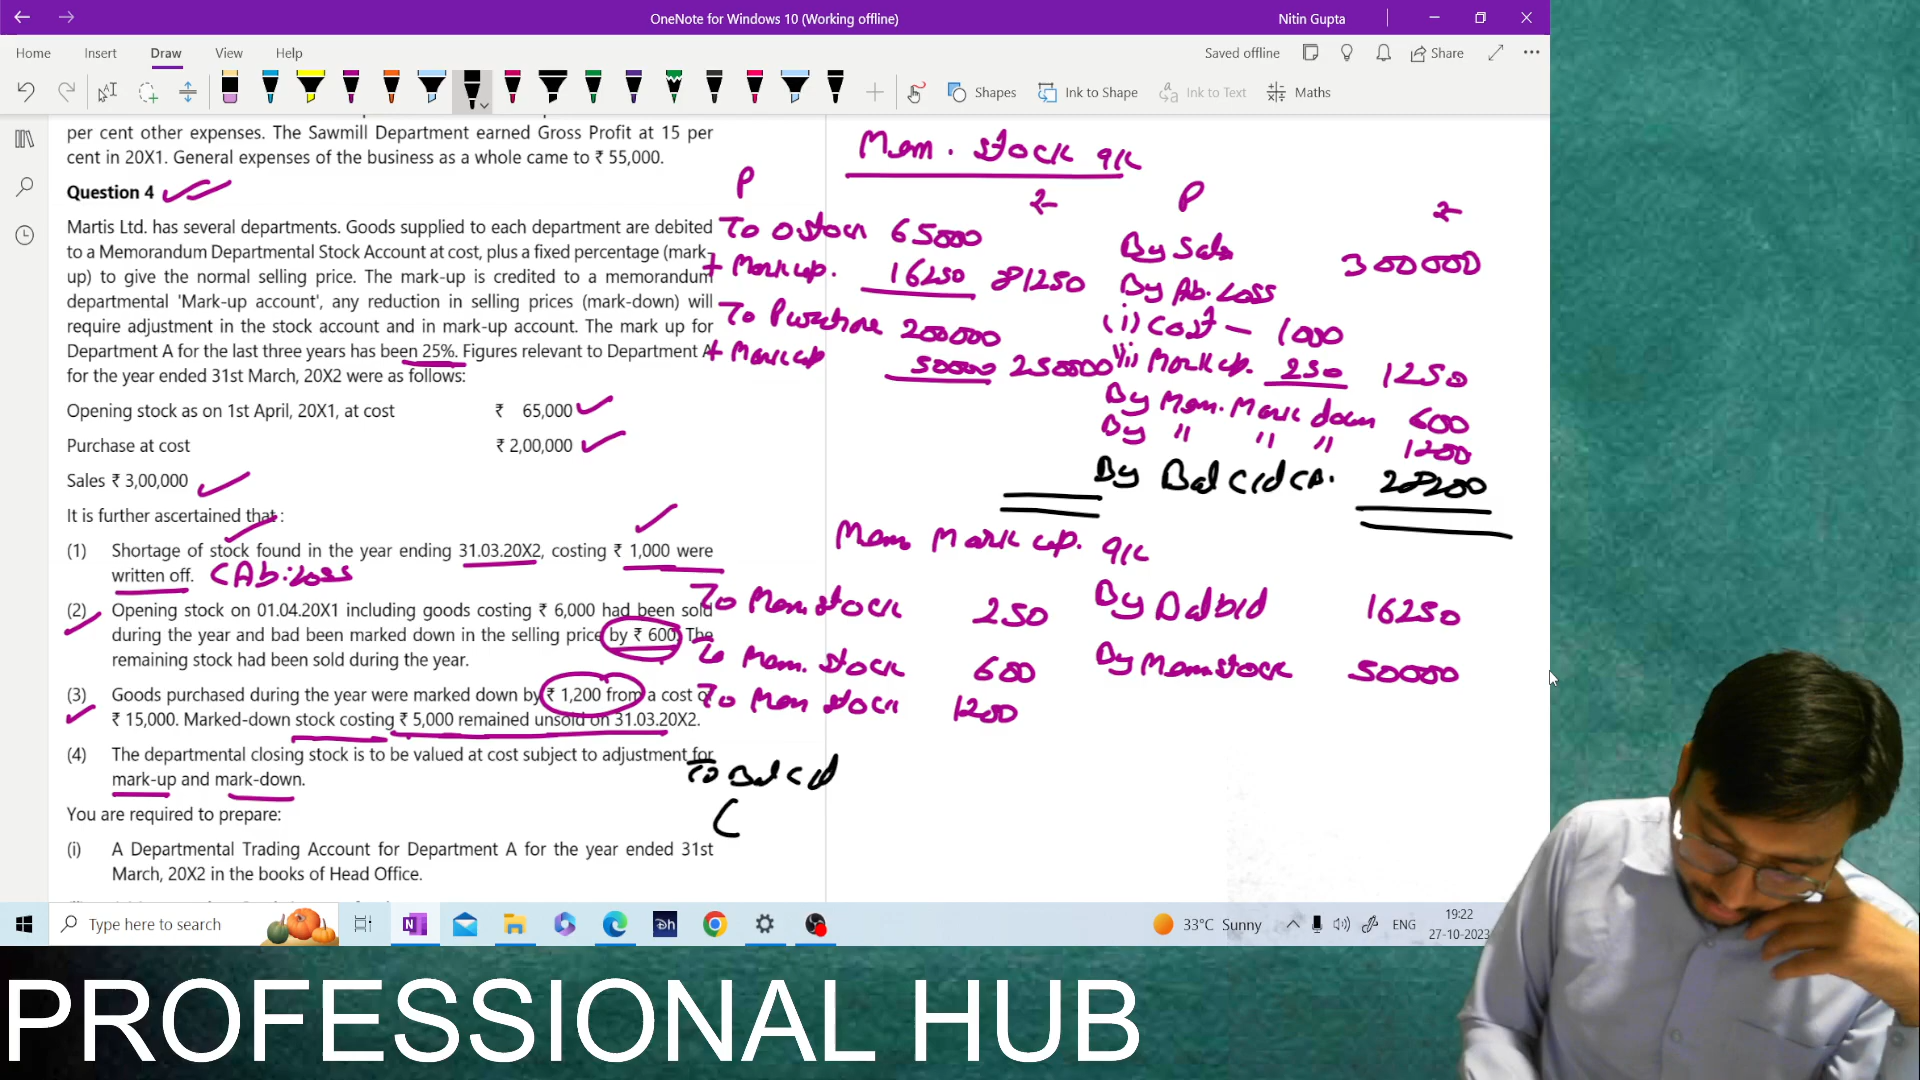 OneNote for Windows 10 (Working offline)
Nitin Gupta
Home Insert Draw View Help
Saved offline
Share
Shapes
Ink to Shape
Ink to Text
Maths
per cent other expenses. The Sawmill Department earned Gross Profit at 15 per
cent in 20X1. General expenses of the business as a whole came to ₹ 55,000.
Question 4
Martis Ltd. has several departments. Goods supplied to each department are debited
to a Memorandum Departmental Stock Account at cost, plus a fixed percentage (mark-
up) to give the normal selling price. The mark-up is credited to a memorandum
departmental 'Mark-up account', any reduction in selling prices (mark-down) will
require adjustment in the stock account and in mark-up account. The mark up for
Department A for the last three years has been 25%. Figures relevant to Department A
for the year ended 31st March, 20X2 were as follows:
Opening stock as on 1st April, 20X1, at cost ₹ 65,000
Purchase at cost ₹ 2,00,000
Sales ₹ 3,00,000
It is further ascertained that :
(1) Shortage of stock found in the year ending 31.03.20X2, costing ₹ 1,000 were
written off. (Ab. Loss
(2) Opening stock on 01.04.20X1 including goods costing ₹ 6,000 had been sold
during the year and bad been marked down in the selling price by ₹ 600. The
remaining stock had been sold during the year.
(3) Goods purchased during the year were marked down by ₹ 1,200 from a cost of
₹ 15,000. Marked-down stock costing ₹ 5,000 remained unsold on 31.03.20X2.
(4) The departmental closing stock is to be valued at cost subject to adjustment for
mark-up and mark-down.
You are required to prepare:
(i) A Departmental Trading Account for Department A for the year ended 31st
March, 20X2 in the books of Head Office.
Mem. Stock a/c
P ₹ P ₹
To O stock 65000
+ Mark up. 16250 81250
To Purchase 200000
+ Mark up 50000 250000
By Sales 300000
By Ab. Loss
(i) Cost — 1000
(ii) Mark up. 250 1250
By Mem. Mark down 600
By " " " 1200
By Bal c/d 28200
Mem Mark up. a/c
To Mem stock 250 By Bal b/d 16250
To Mem. stock 600 By Mem stock 50000
To Mem stock 1200
To Bal c/d
(
Type here to search
33°C Sunny
ENG
19:22
27-10-2023
PROFESSIONAL HUB